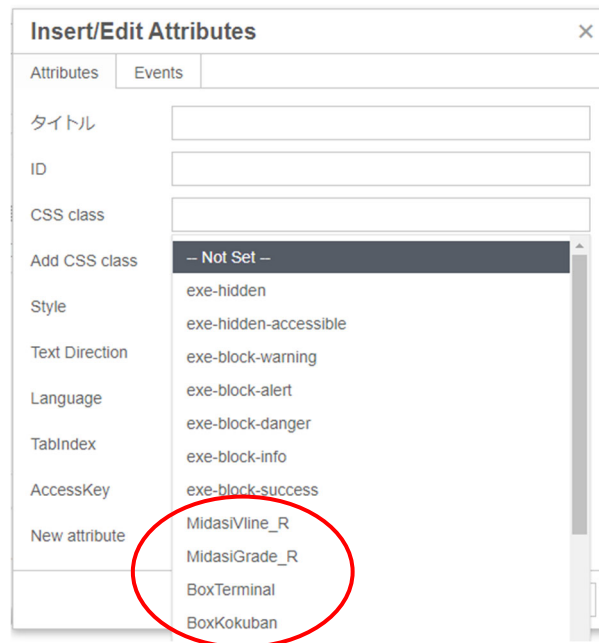 Insert/Edit Attributes ×
Attributes Events
タイトル
ID
CSS class
Add CSS class
Style
Text Direction
Language
TabIndex
AccessKey
New attribute
-- Not Set --
exe-hidden
exe-hidden-accessible
exe-block-warning
exe-block-alert
exe-block-danger
exe-block-info
exe-block-success
MidasiVline_R
MidasiGrade_R
BoxTerminal
BoxKokuban